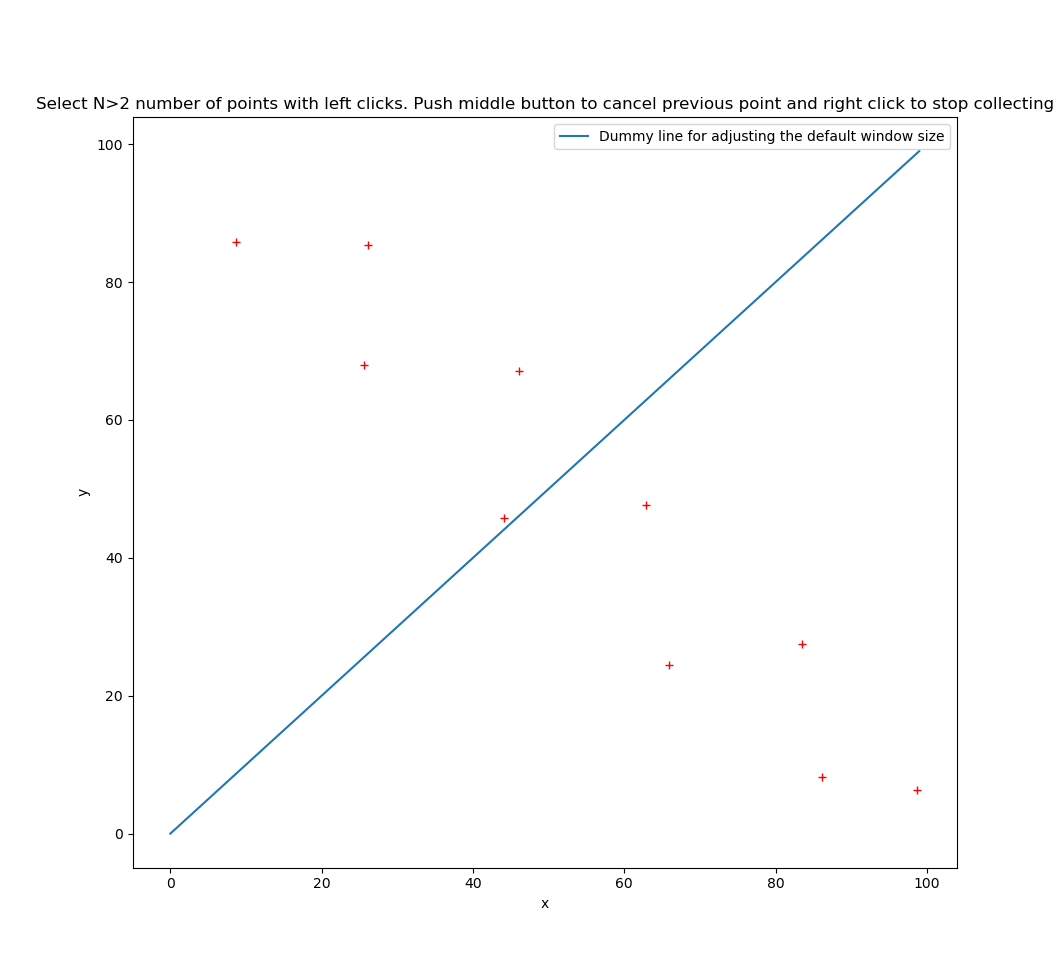 Select N>2 number of points with left clicks. Push middle button to cancel previous point and right click to stop collecting
Dummy line for adjusting the default window size
100
80
60
40
20
0
y
0 20 40 60 80 100
x